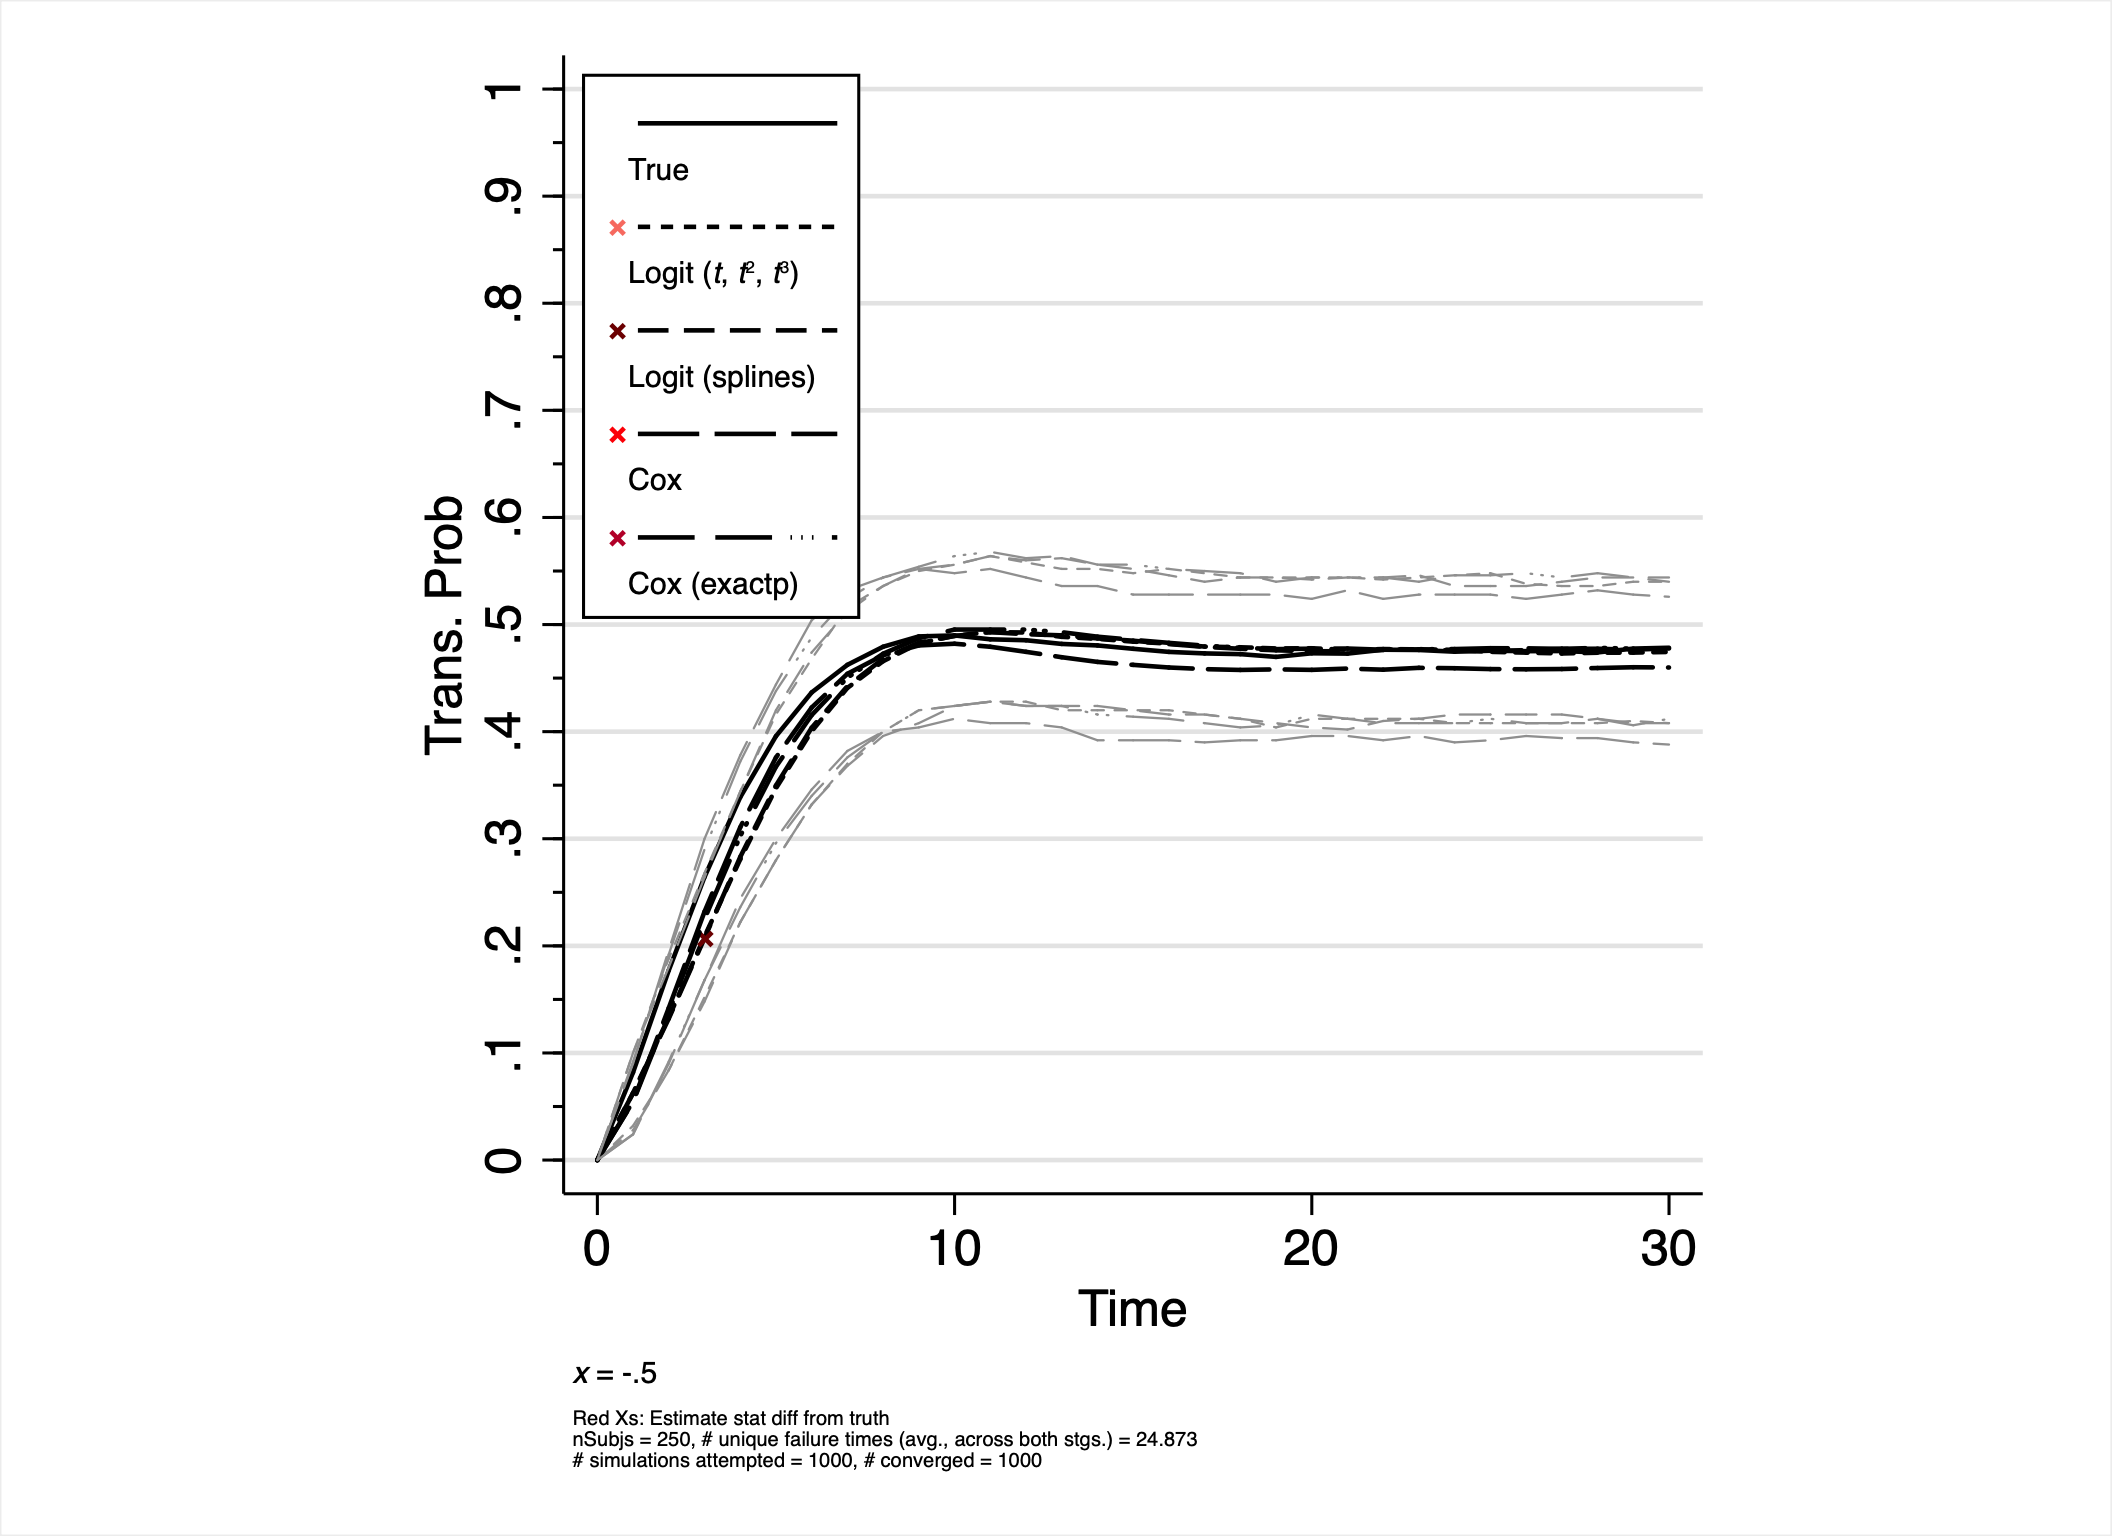 Trans. Prob
1
.9
.8
.7
.6
.5
.4
.3
.2
.1
0
True
Logit (t, t², t³)
Logit (splines)
Cox
Cox (exactp)
0 10 20 30
Time
x = -.5
Red Xs: Estimate stat diff from truth
nSubjs = 250, # unique failure times (avg., across both stgs.) = 24.873
# simulations attempted = 1000, # converged = 1000